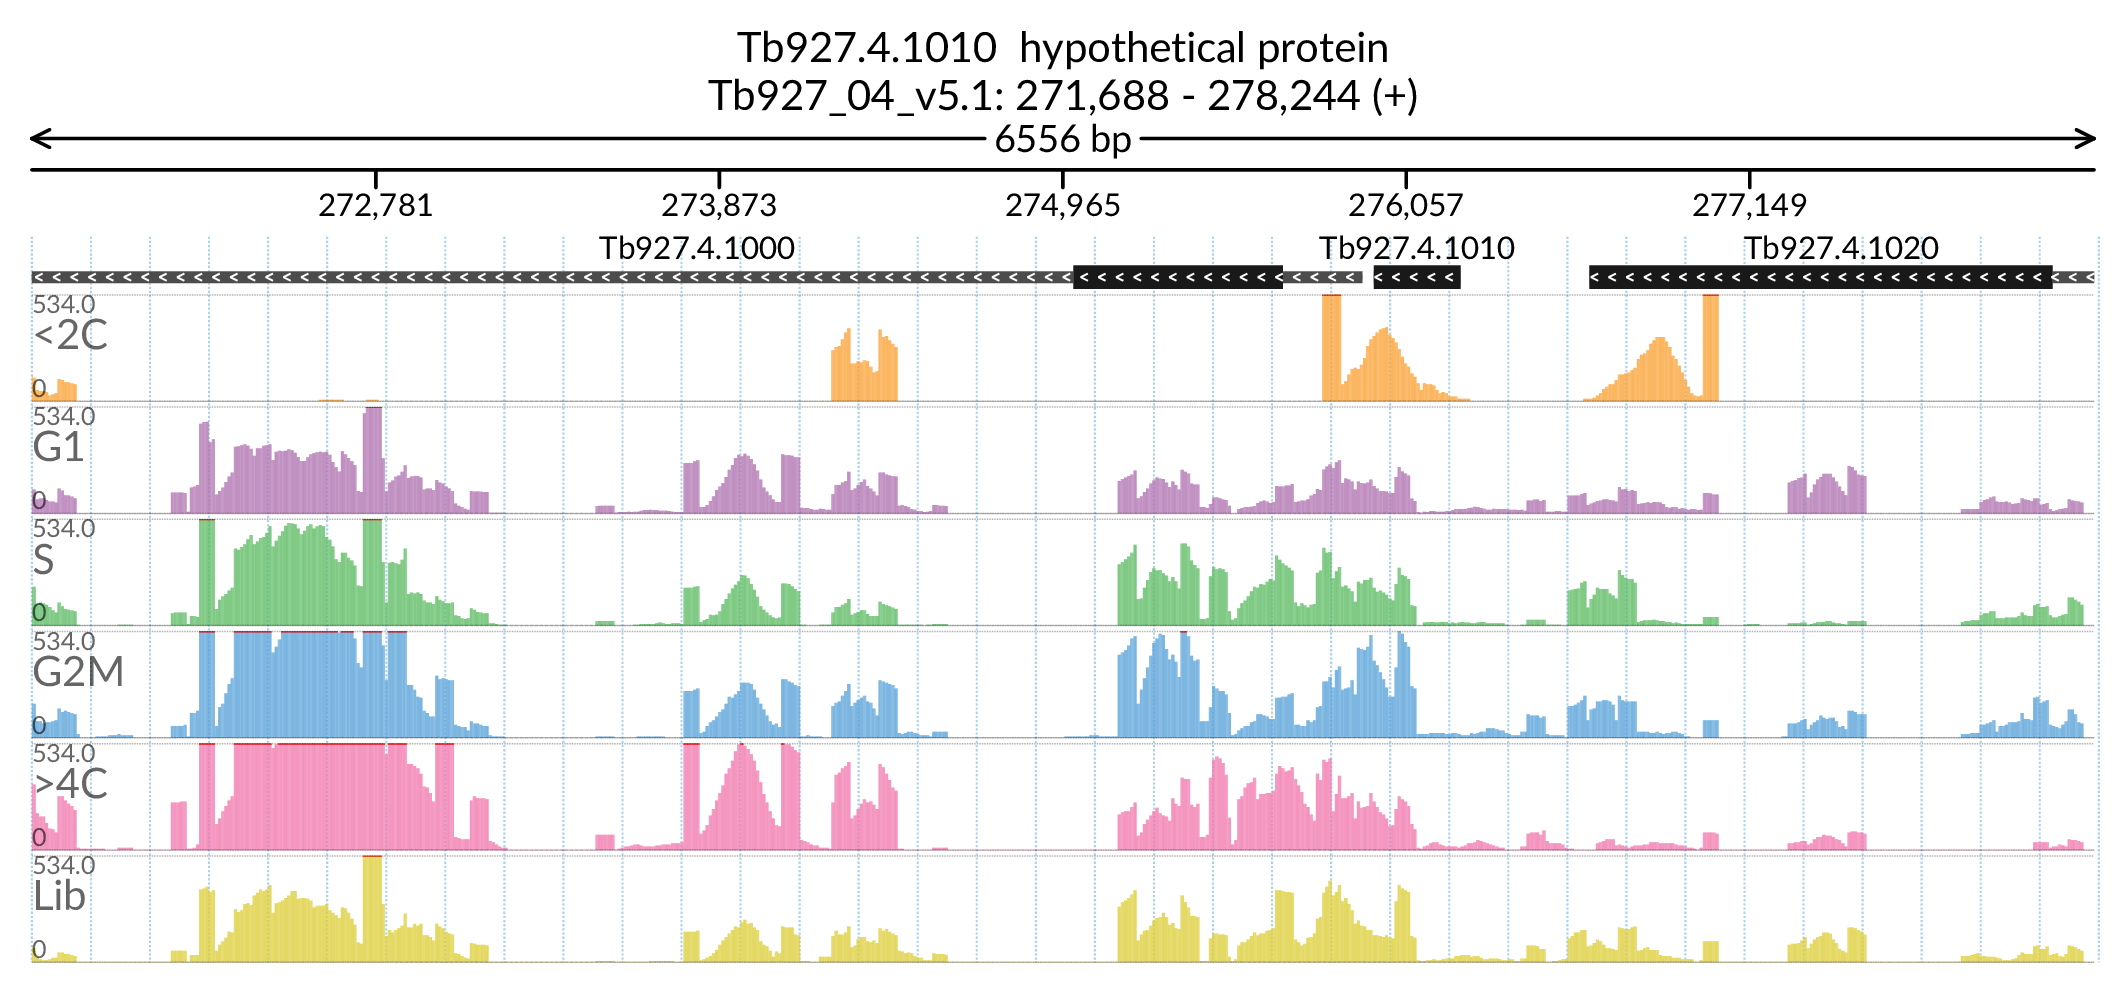 Tb927.4.1010 hypothetical protein
Tb927_04_v5.1: 271,688 - 278,244 (+)
6556 bp
272,781 273,873 274,965 276,057 277,149
Tb927.4.1000 Tb927.4.1010 Tb927.4.1020
534.0
<2C
0
534.0
G1
0
534.0
S
0
534.0
G2M
0
534.0
>4C
0
534.0
Lib
0